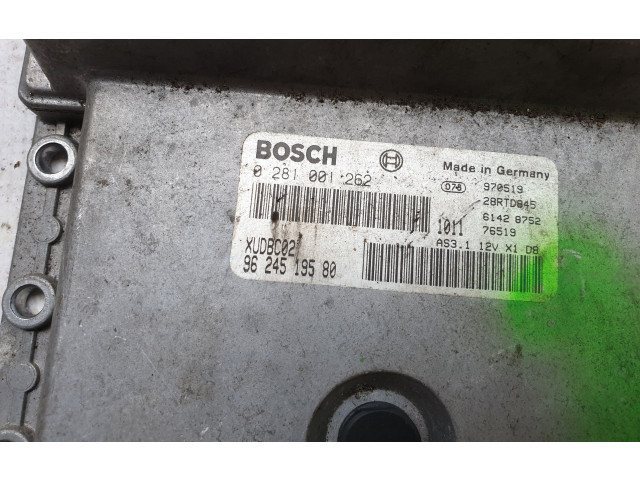 BOSCH
Made in Germany
0 281 001 262
076 970519
28RTD845
1011 6142 8752
76519
XUDBC02
AS3.1 12V X1 D8
96 245 195 80